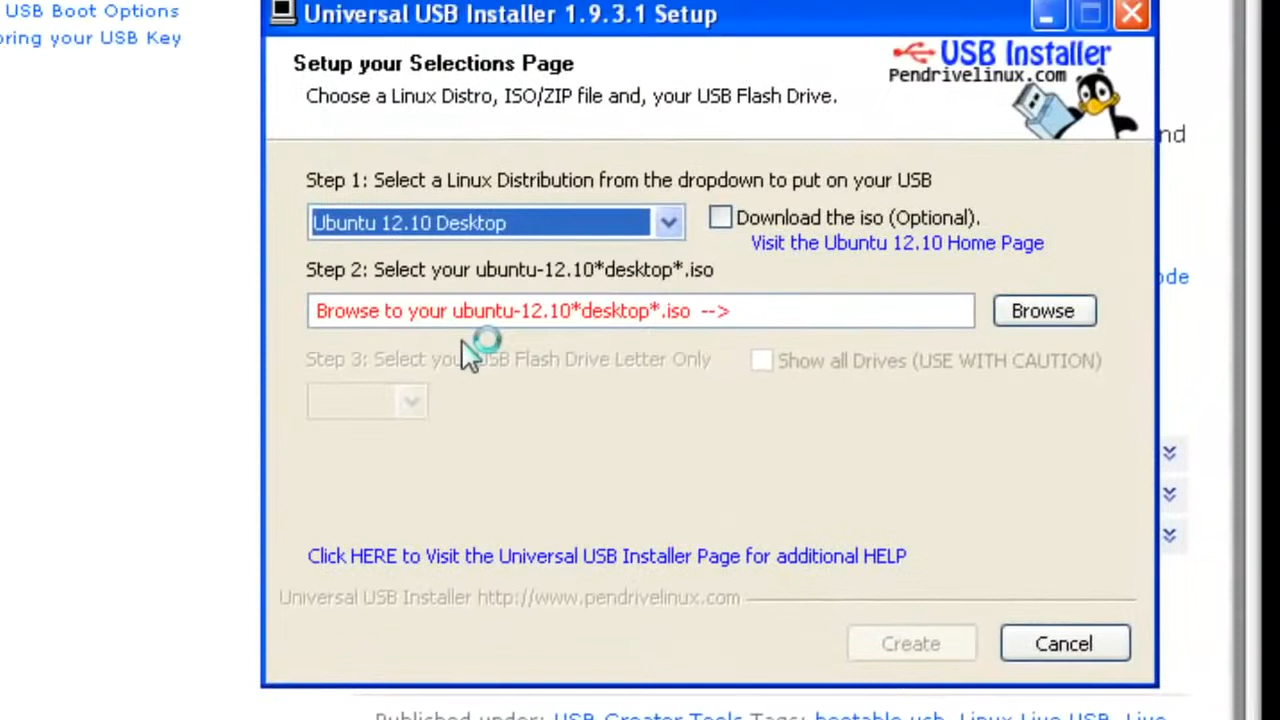 USB Boot Options
oring your USB Key
Universal USB Installer 1.9.3.1 Setup
Setup your Selections Page
Choose a Linux Distro, ISO/ZIP file and, your USB Flash Drive.
USB Installer
Pendrivelinux.com
nd
Step 1: Select a Linux Distribution from the dropdown to put on your USB
Ubuntu 12.10 Desktop
Download the iso (Optional).
Visit the Ubuntu 12.10 Home Page
Step 2: Select your ubuntu-12.10*desktop*.iso
ode
Browse to your ubuntu-12.10*desktop*.iso -->
Browse
Step 3: Select your USB Flash Drive Letter Only
Show all Drives (USE WITH CAUTION)
Click HERE to Visit the Universal USB Installer Page for additional HELP
Universal USB Installer http://www.pendrivelinux.com
Create
Cancel
Published under: USB Creator Tools Tags: bootable usb, Linux Live USB, Live